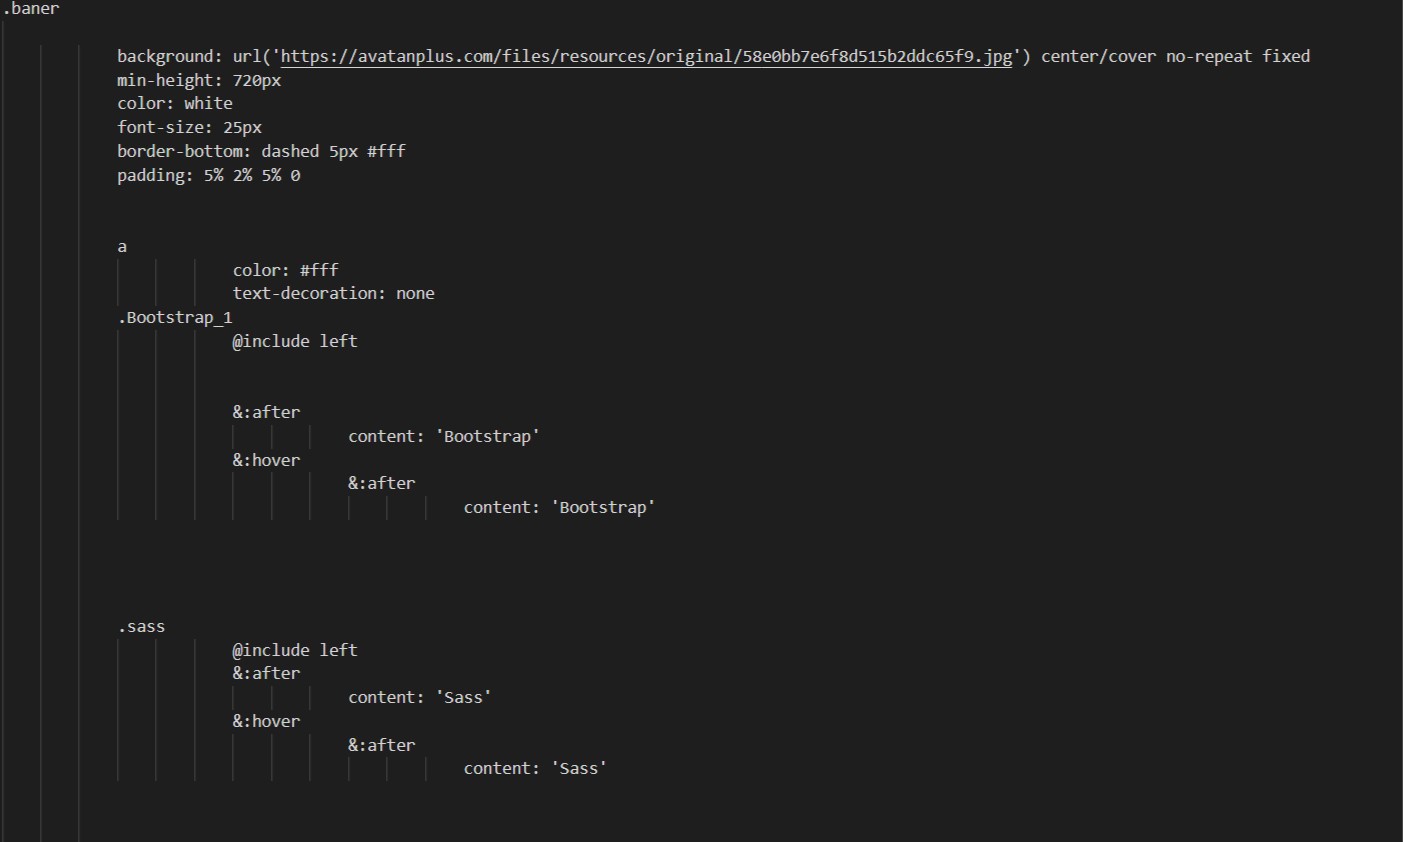 .baner
background: url('https://avatanplus.com/files/resources/original/58e0bb7e6f8d515b2ddc65f9.jpg') center/cover no-repeat fixed
min-height: 720px
color: white
font-size: 25px
border-bottom: dashed 5px #fff
padding: 5% 2% 5% 0
a
color: #fff
text-decoration: none
.Bootstrap_1
@include left
&:after
content: 'Bootstrap'
&:hover
&:after
content: 'Bootstrap'
.sass
@include left
&:after
content: 'Sass'
&:hover
&:after
content: 'Sass'